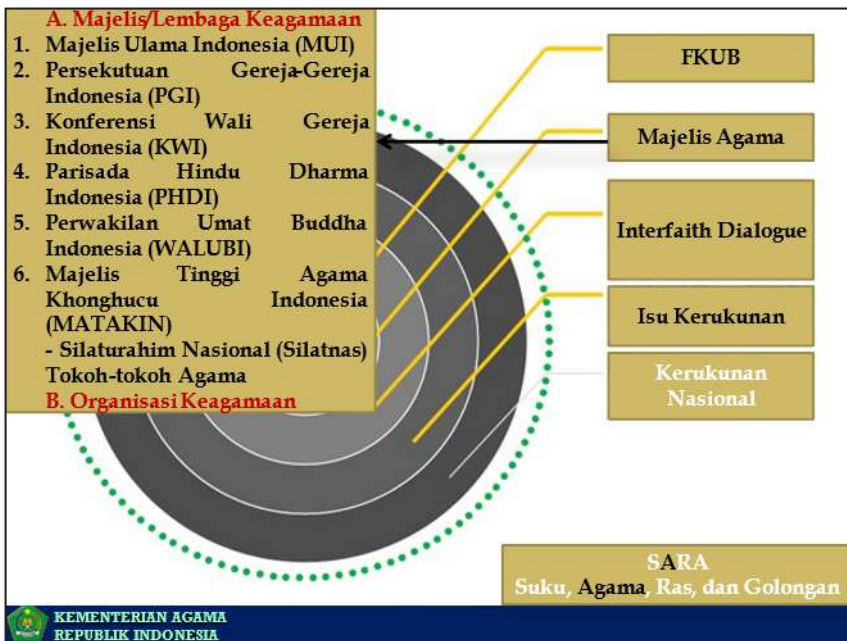 A. Majelis/Lembaga Keagamaan
1. Majelis Ulama Indonesia (MUI)
2. Persekutuan Gereja-Gereja
Indonesia (PGI)
3. Konferensi Wali Gereja
Indonesia (KWI)
4. Parisada Hindu Dharma
Indonesia (PHDI)
5. Perwakilan Umat Buddha
Indonesia (WALUBI)
6. Majelis Tinggi Agama
Khonghucu Indonesia
(MATAKIN)
- Silaturahim Nasional (Silatnas)
Tokoh-tokoh Agama
B. Organisasi Keagamaan
FKUB
Majelis Agama
Interfaith Dialogue
Isu Kerukunan
Kerukunan
Nasional
SARA
Suku, Agama, Ras, dan Golongan
KEMENTERIAN AGAMA
REPUBLIK INDONESIA